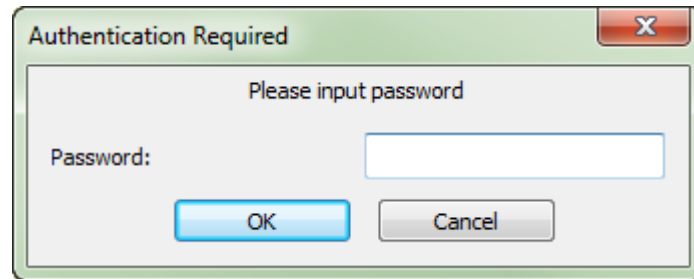 Authentication Required
Please input password
Password:
OK
Cancel